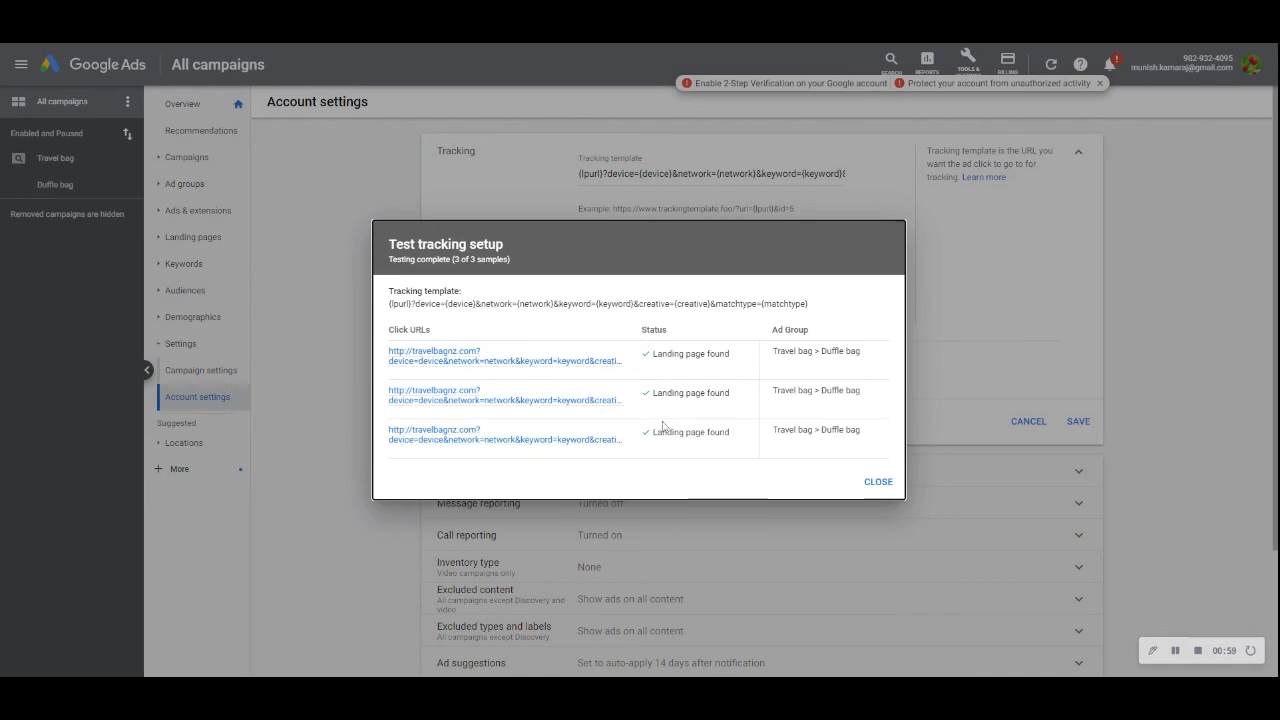 Google Ads
All campaigns
SEARCH
REPORTS
TOOLS &
BILLING
!
982-932-4095
munish.kamaraj@gmail.com
Enable 2-Step Verification on your Google account
Protect your account from unauthorized activity
All campaigns
Enabled and Paused
Travel bag
Duffle bag
Removed campaigns are hidden
Overview
Recommendations
Campaigns
Ad groups
Ads & extensions
Landing pages
Keywords
Audiences
Demographics
Settings
Campaign settings
Account settings
Suggested
Locations
More
Account settings
Tracking
Tracking template
{lpurl}?device={device}&network={network}&keyword={keyword}&
Example: https://www.trackingtemplate.foo/?url={lpurl}&id=5
Tracking template is the URL you
want the ad click to go to for
tracking. Learn more
Test tracking setup
Testing complete (3 of 3 samples)
Tracking template:
{lpurl}?device={device}&network={network}&keyword={keyword}&creative={creative}&matchtype={matchtype}
Click URLs Status Ad Group
http://travelbagnz.com?
device=device&network=network&keyword=keyword&creati...
Landing page found
Travel bag > Duffle bag
http://travelbagnz.com?
device=device&network=network&keyword=keyword&creati...
Landing page found
Travel bag > Duffle bag
http://travelbagnz.com?
device=device&network=network&keyword=keyword&creati...
Landing page found
Travel bag > Duffle bag
CLOSE
CANCEL SAVE
Message reporting Turned off
Call reporting Turned on
Inventory type
Video campaigns only
None
Excluded content
All campaigns except Discovery and
video
Show ads on all content
Excluded types and labels
All campaigns except Discovery
Show ads on all content
Ad suggestions Set to auto-apply 14 days after notification
00:59